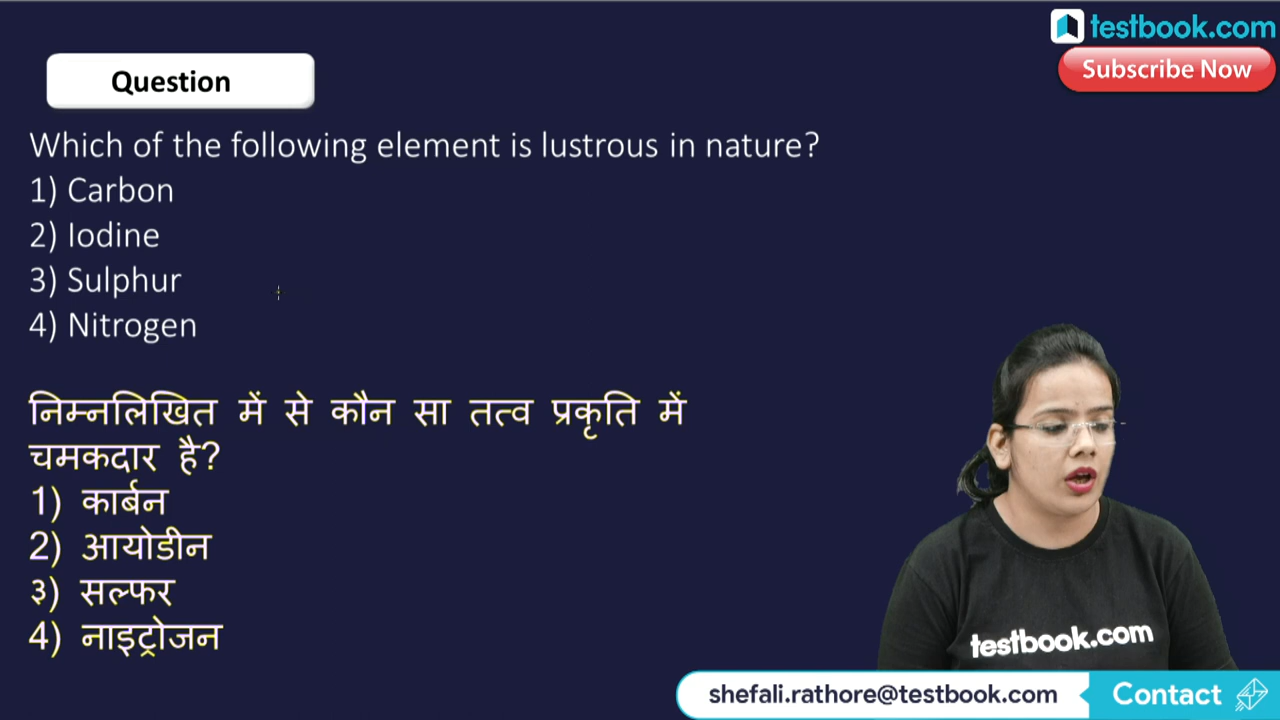 testbook.com
Subscribe Now
Question
Which of the following element is lustrous in nature?
1) Carbon
2) Iodine
3) Sulphur
4) Nitrogen
निम्नलिखित में से कौन सा तत्व प्रकृति में
चमकदार है?
1) कार्बन
2) आयोडीन
३) सल्फर
4) नाइट्रोजन
testbook.com
shefali.rathore@testbook.com
Contact